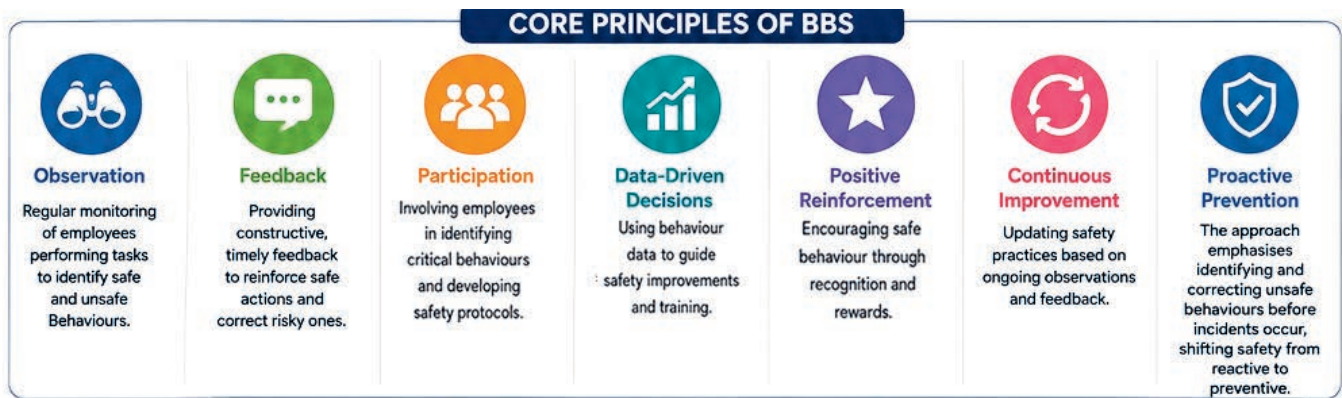 CORE PRINCIPLES OF BBS
Observation
Regular monitoring
of employees
performing tasks
to identify safe
and unsafe
Behaviours.
Feedback
Providing
constructive,
timely feedback
to reinforce safe
actions and
correct risky ones.
Participation
Involving employees
in identifying
critical behaviours
and developing
safety protocols.
Data-Driven
Decisions
Using behaviour
data to guide
safety improvements
and training.
Positive
Reinforcement
Encouraging safe
behaviour through
recognition and
rewards.
Continuous
Improvement
Updating safety
practices based on
ongoing observations
and feedback.
Proactive
Prevention
The approach
emphasises
identifying and
correcting unsafe
behaviours before
incidents occur,
shifting safety from
reactive to
preventive.